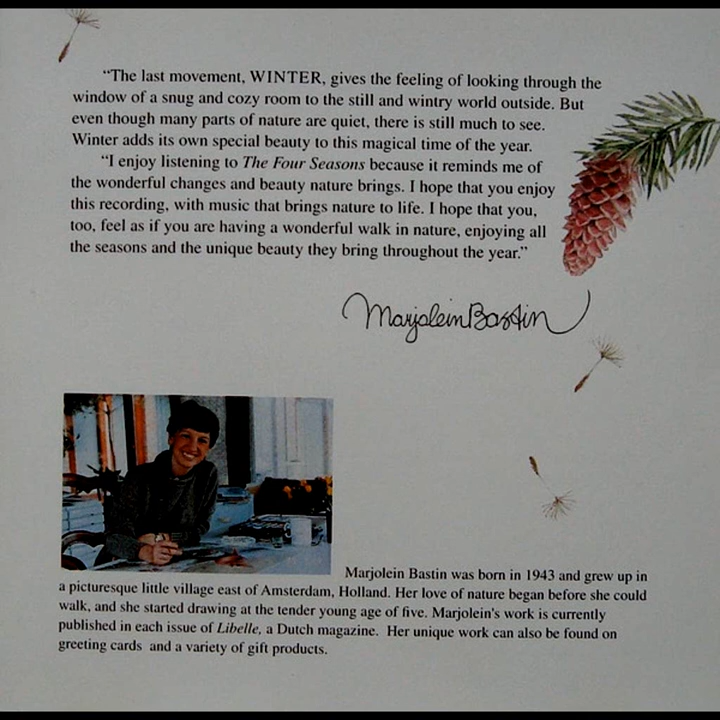 “The last movement, WINTER, gives the feeling of looking through the
window of a snug and cozy room to the still and wintry world outside. But
even though many parts of nature are quiet, there is still much to see.
Winter adds its own special beauty to this magical time of the year.
“I enjoy listening to The Four Seasons because it reminds me of
the wonderful changes and beauty nature brings. I hope that you enjoy
this recording, with music that brings nature to life. I hope that you,
too, feel as if you are having a wonderful walk in nature, enjoying all
the seasons and the unique beauty they bring throughout the year.”
Marjolein Bastin
Marjolein Bastin was born in 1943 and grew up in
a picturesque little village east of Amsterdam, Holland. Her love of nature began before she could
walk, and she started drawing at the tender young age of five. Marjolein's work is currently
published in each issue of Libelle, a Dutch magazine. Her unique work can also be found on
greeting cards and a variety of gift products.